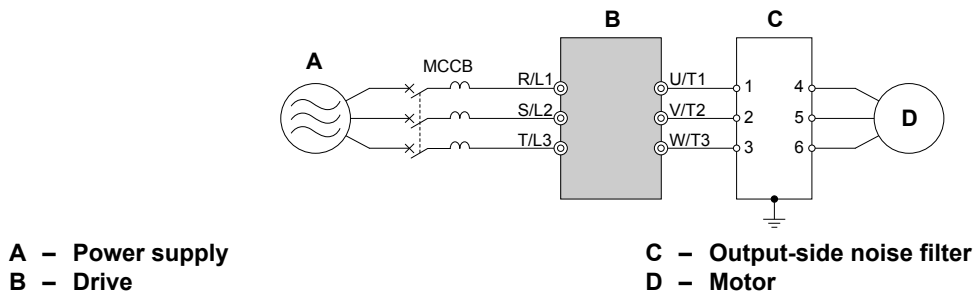 A
B
C
MCCB
R/L1
S/L2
T/L3
U/T1
V/T2
W/T3
1
2
3
4
5
6
D
A – Power supply
B – Drive
C – Output-side noise filter
D – Motor